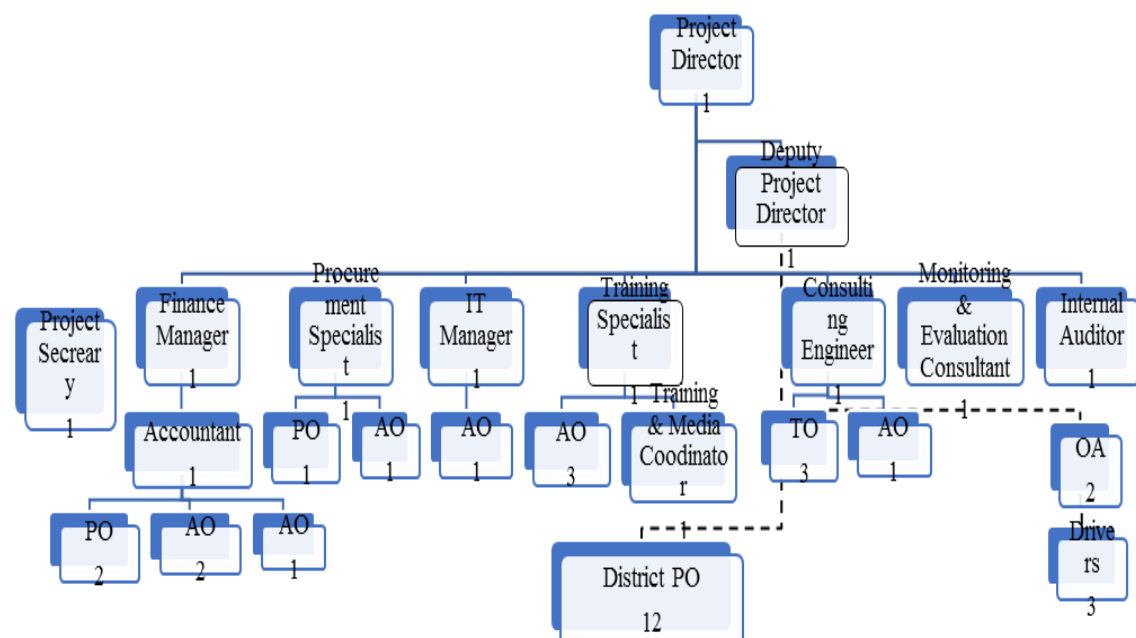 Project
Director
1
Deputy
Project
Director
1
Project
Secrear
y
1
Finance
Manager
1
Procure
ment
Specialis
t
1
IT
Manager
1
Training
Specialis
t
1
Consulti
ng
Engineer
1
Monitoring
&
Evaluation
Consultant
1
Internal
Auditor
1
Accountant
1
PO
1
AO
1
AO
1
AO
3
Training
& Media
Coodinato
r
1
TO
3
AO
1
OA
2
PO
2
AO
2
AO
1
District PO
12
Drive
rs
3